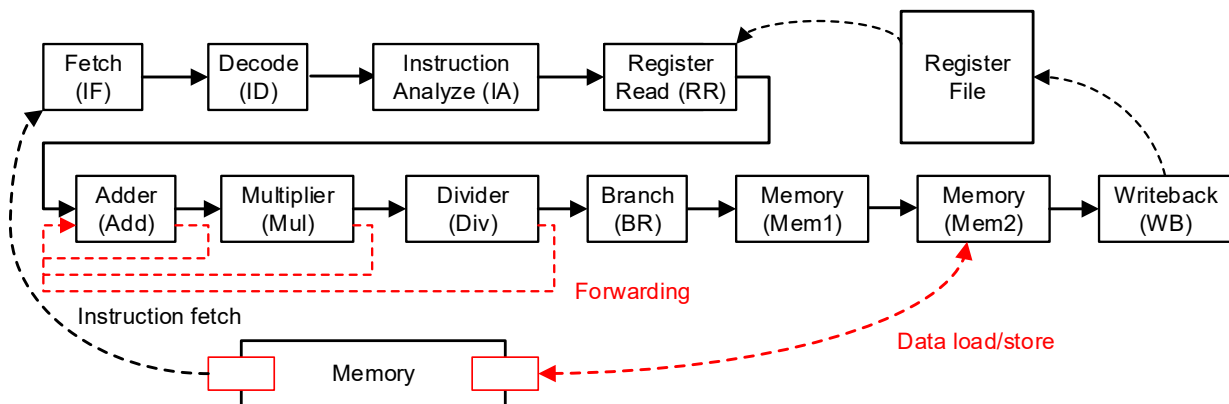 Fetch
(IF)
Decode
(ID)
Instruction
Analyze (IA)
Register
Read (RR)
Register
File
Adder
(Add)
Multiplier
(Mul)
Divider
(Div)
Branch
(BR)
Memory
(Mem1)
Memory
(Mem2)
Writeback
(WB)
Forwarding
Instruction fetch
Data load/store
Memory